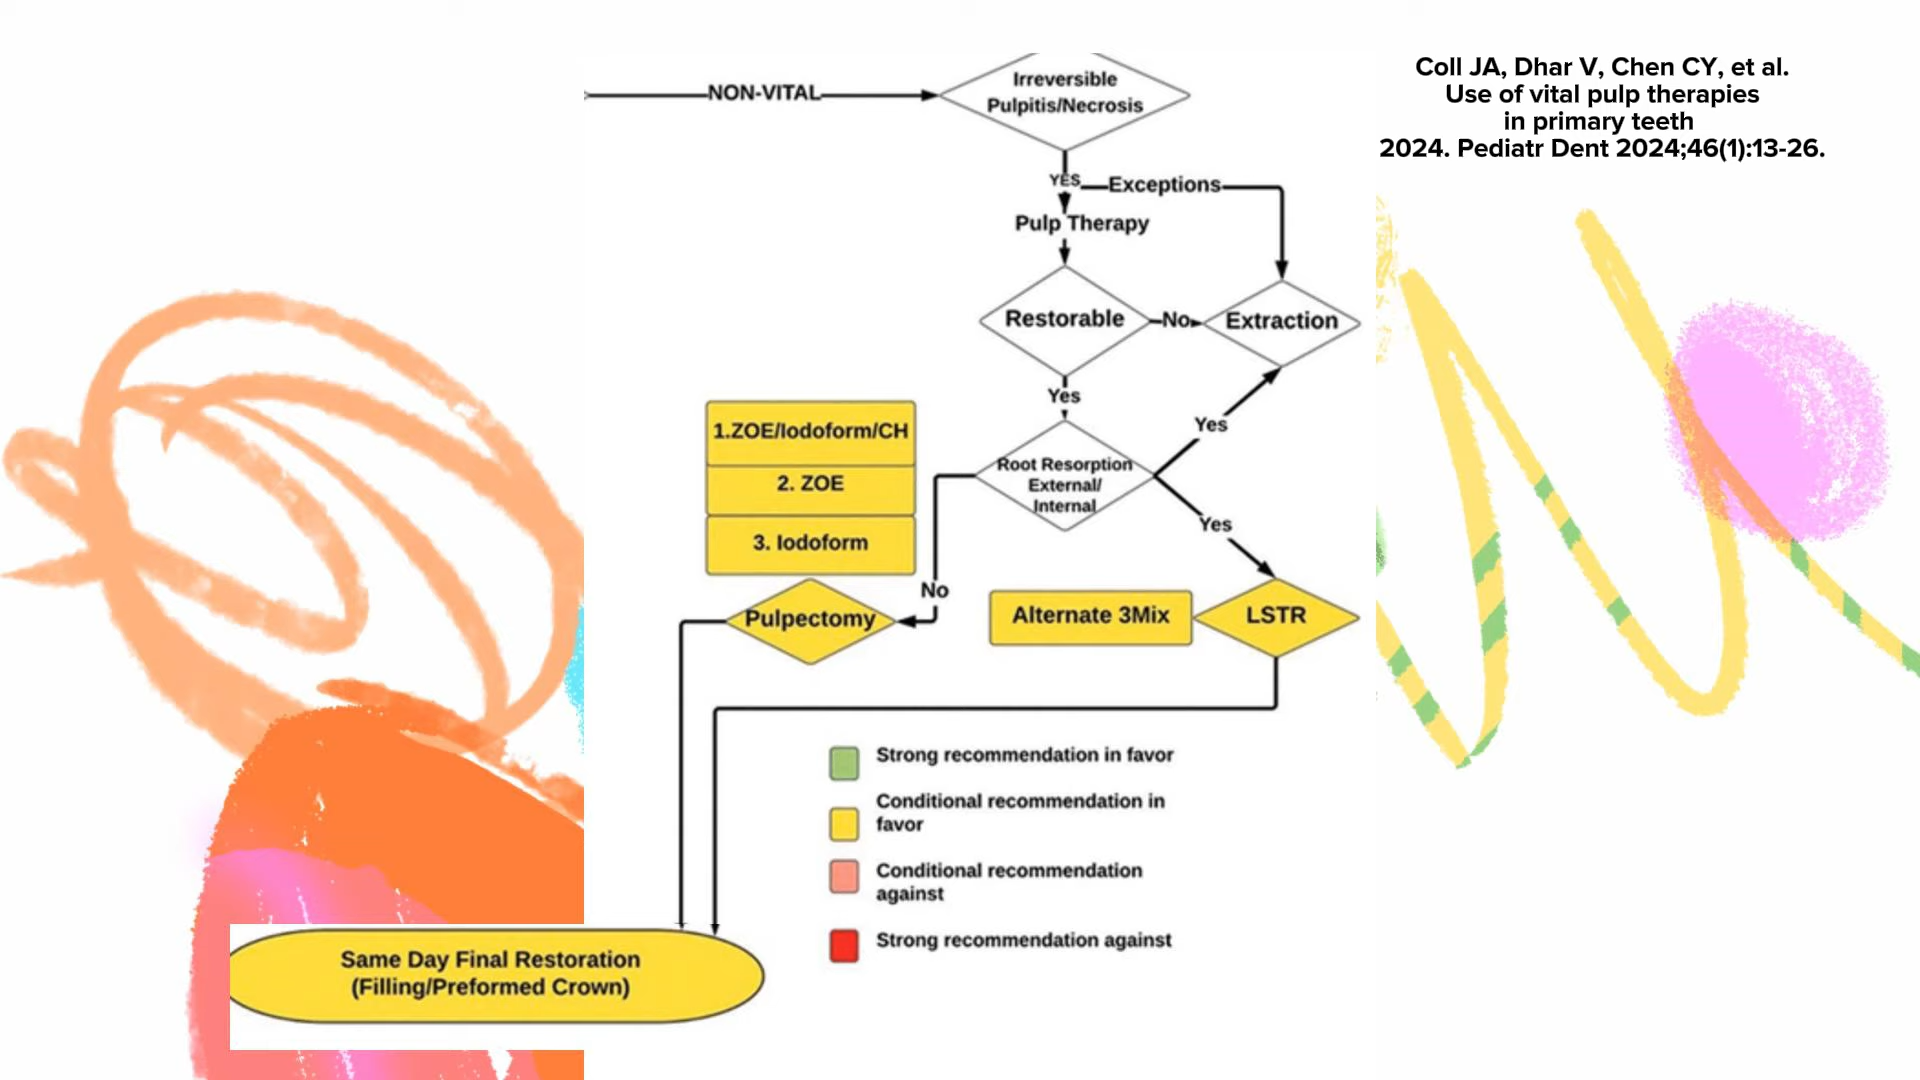 Coll JA, Dhar V, Chen CY, et al.
Use of vital pulp therapies
in primary teeth
2024. Pediatr Dent 2024;46(1):13-26.
NON-VITAL
Irreversible
Pulpitis/Necrosis
YES
Exceptions
Pulp Therapy
Restorable
No
Extraction
Yes
Yes
1.ZOE/Iodoform/CH
2. ZOE
3. Iodoform
Root Resorption
External/
Internal
Yes
No
Pulpectomy
Alternate 3Mix
LSTR
Strong recommendation in favor
Conditional recommendation in
favor
Conditional recommendation
against
Strong recommendation against
Same Day Final Restoration
(Filling/Preformed Crown)